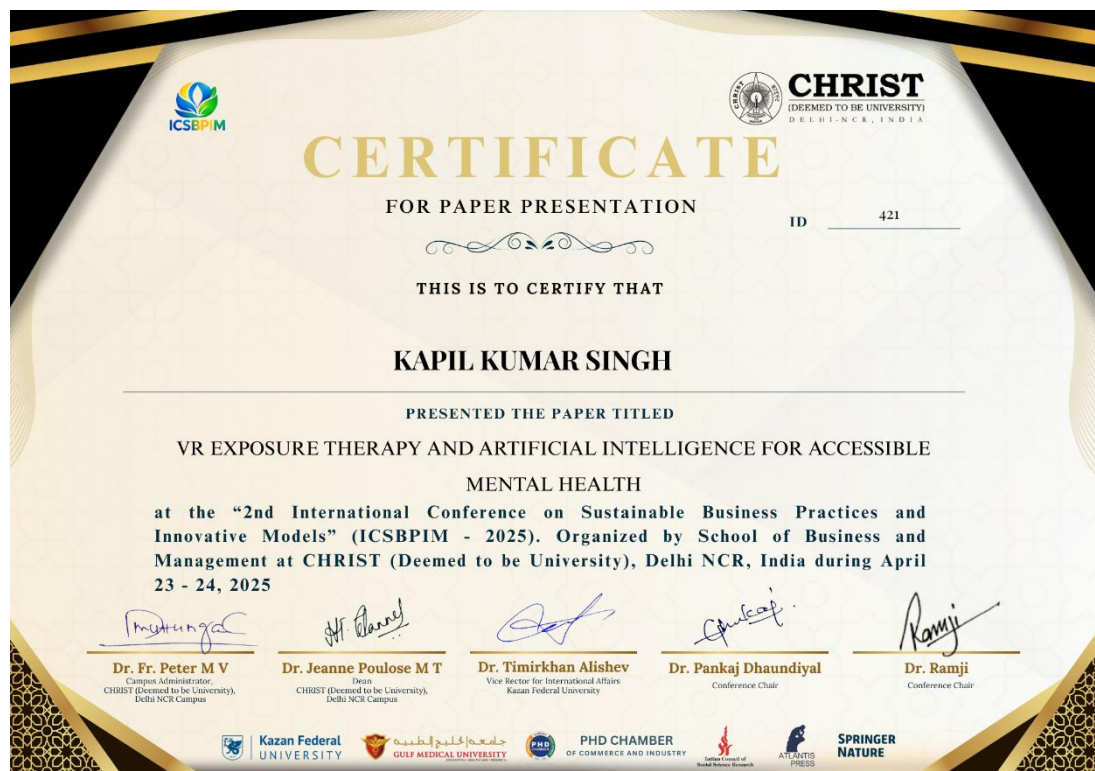 ICSBPIM
CHRIST
(DEEMED TO BE UNIVERSITY)
DELHI-NCR, INDIA
CERTIFICATE
FOR PAPER PRESENTATION
ID 421
THIS IS TO CERTIFY THAT
KAPIL KUMAR SINGH
PRESENTED THE PAPER TITLED
VR EXPOSURE THERAPY AND ARTIFICIAL INTELLIGENCE FOR ACCESSIBLE
MENTAL HEALTH
at the “2nd International Conference on Sustainable Business Practices and
Innovative Models” (ICSBPIM - 2025). Organized by School of Business and
Management at CHRIST (Deemed to be University), Delhi NCR, India during April
23 - 24, 2025
Ramji
Dr. Fr. Peter M V
Campus Administrator,
CHRIST (Deemed to be University),
Delhi NCR Campus
Dr. Jeanne Poulose M T
Dean
CHRIST (Deemed to be University),
Delhi NCR Campus
Dr. Timirkhan Alishev
Vice Rector for International Affairs
Kazan Federal University
Dr. Pankaj Dhaundiyal
Conference Chair
Dr. Ramji
Conference Chair
Kazan Federal
UNIVERSITY
جامعة الخليج الطبية
GULF MEDICAL UNIVERSITY
PHD
CHAMBER
PHD CHAMBER
OF COMMERCE AND INDUSTRY
Indian Council of
Social Science Research
ATLANTIS
PRESS
SPRINGER
NATURE